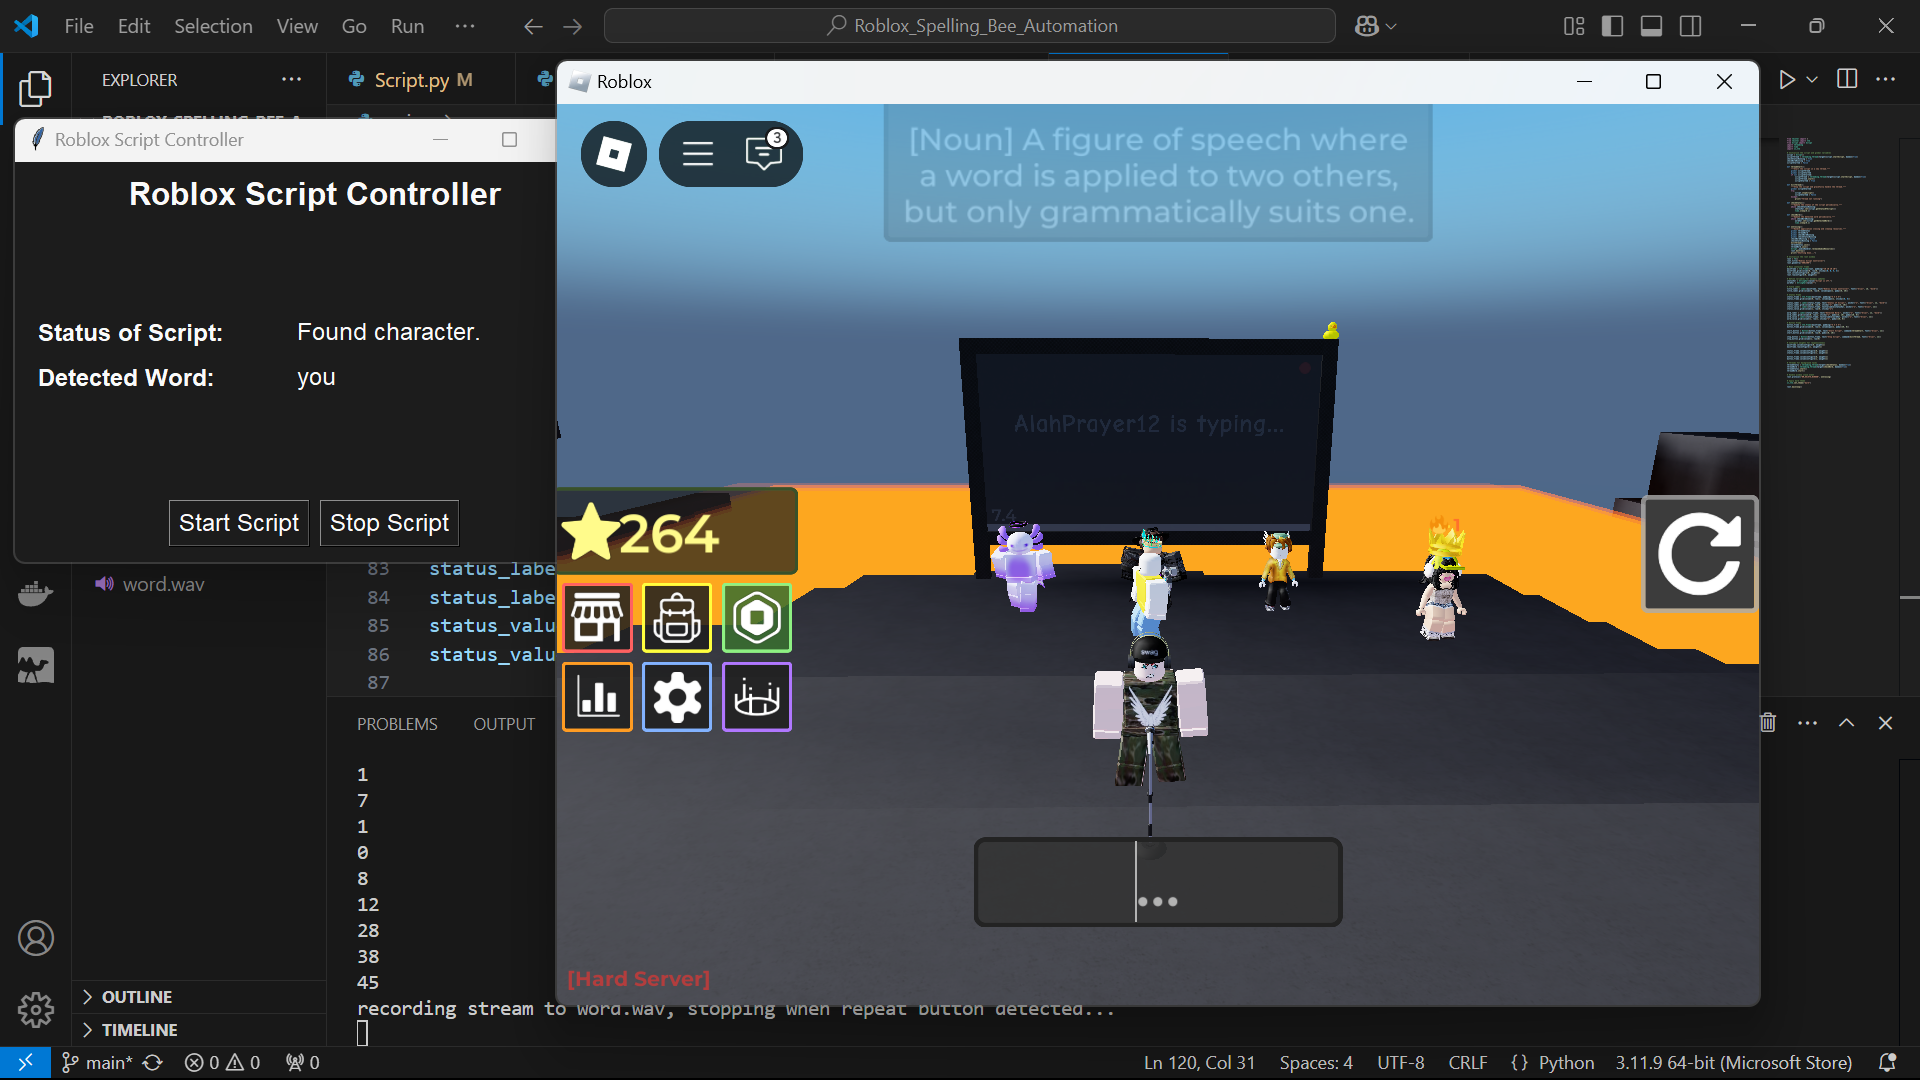 File Edit Selection View Go Run
Roblox_Spelling_Bee_Automation
EXPLORER
Script.py M
Roblox
Roblox Script Controller
Roblox Script Controller
Status of Script: Found character.
Detected Word: you
Start Script Stop Script
3
[Noun] A figure of speech where
a word is applied to two others,
but only grammatically suits one.
AlahPrayer12 is typing...
7.4
1
264
word.wav
83 status_labe
84 status_labe
85 status_valu
86 status_valu
87
PROBLEMS OUTPUT
1
7
1
0
8
12
28
38
45
recording stream to word.wav, stopping when repeat button detected...
[Hard Server]
OUTLINE
TIMELINE
main* 0 0 0
Ln 120, Col 31 Spaces: 4 UTF-8 CRLF {} Python 3.11.9 64-bit (Microsoft Store)